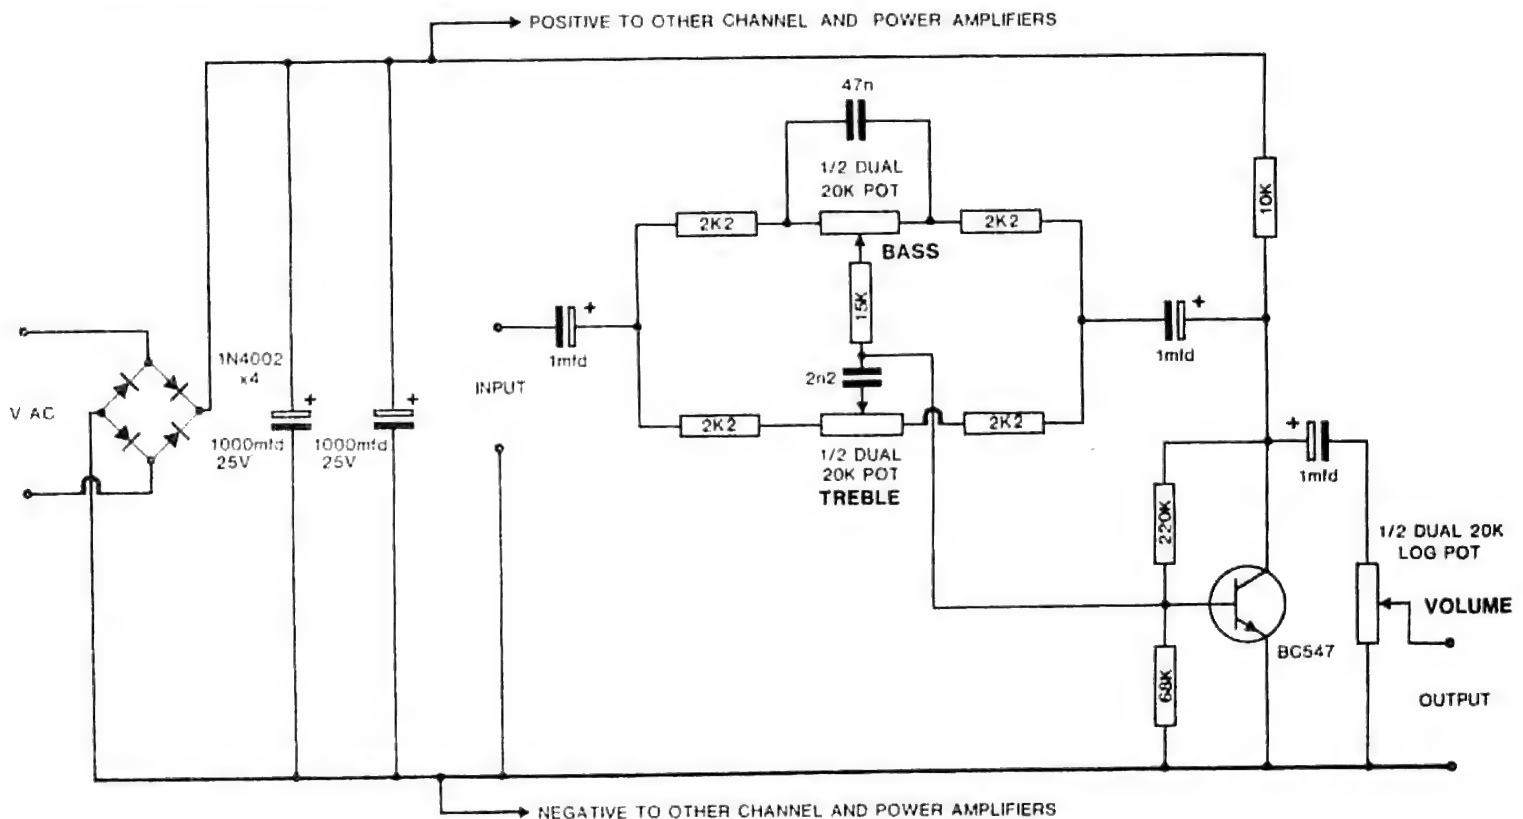 POSITIVE TO OTHER CHANNEL AND POWER AMPLIFIERS
47n
1/2 DUAL
20K POT
2K2
2K2
BASS
10K
15K
+
1mfd
+
1mfd
1N4002
x4
V AC
INPUT
2n2
+
1000mfd
25V
+
1000mfd
25V
2K2
2K2
1/2 DUAL
20K POT
TREBLE
+
1mfd
220K
1/2 DUAL 20K
LOG POT
VOLUME
BC547
68K
OUTPUT
NEGATIVE TO OTHER CHANNEL AND POWER AMPLIFIERS